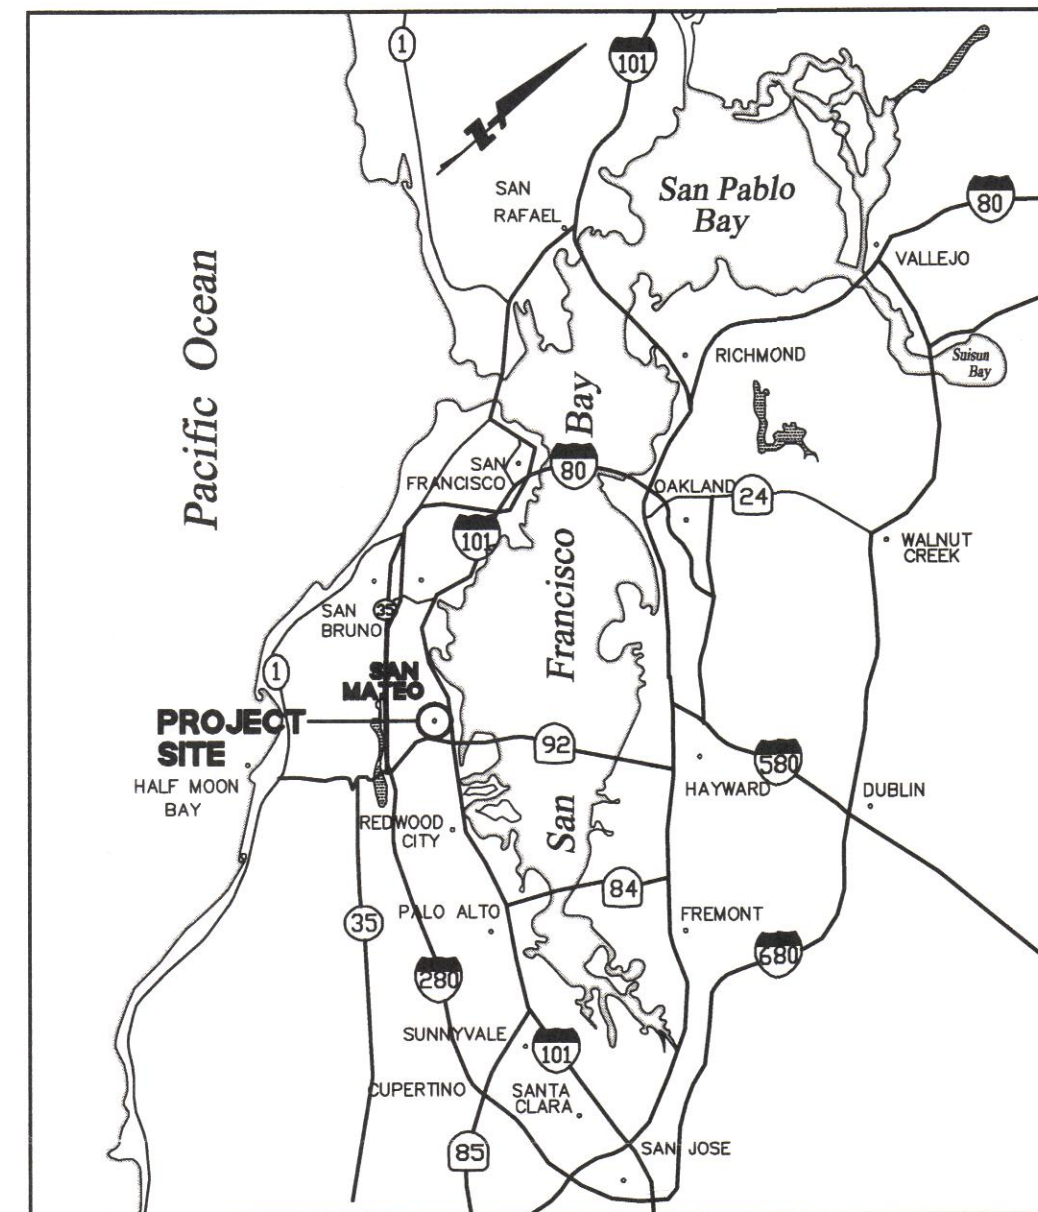 1
101
N
SAN
RAFAEL
San Pablo
Bay
80
VALLEJO
Pacific Ocean
RICHMOND
Suisun
Bay
San Francisco Bay
SAN
FRANCISCO
80
OAKLAND
24
101
WALNUT
CREEK
SAN
BRUNO
35
1
SAN
MATEO
PROJECT
SITE
92
580
HALF MOON
BAY
HAYWARD
DUBLIN
REDWOOD
CITY
84
35
PALO ALTO
FREMONT
680
280
SUNNYVALE
101
CUPERTINO
SANTA
CLARA
85
SAN JOSE